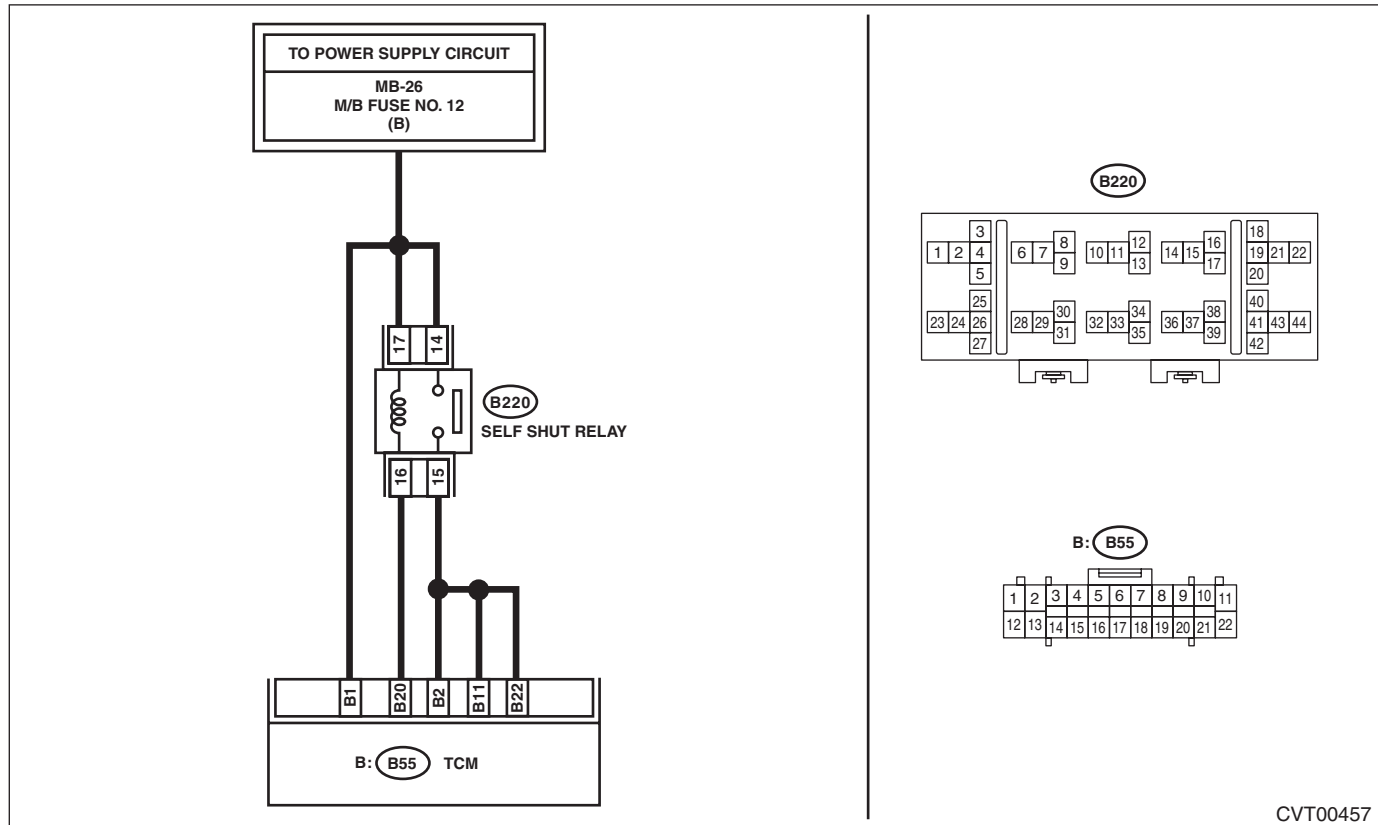 TO POWER SUPPLY CIRCUIT
MB-26
M/B FUSE NO. 12
(B)
17 14
B220
SELF SHUT RELAY
16 15
B1 B20 B2 B11 B22
B: B55 TCM
B220
3 8 12 16 18
1 2 4 6 7 10 11 14 15 19 21 22
5 9 13 17 20
25 30 34 38 40
23 24 26 28 29 32 33 36 37 41 43 44
27 31 35 39 42
B: B55
1 2 3 4 5 6 7 8 9 10 11
12 13 14 15 16 17 18 19 20 21 22
CVT00457